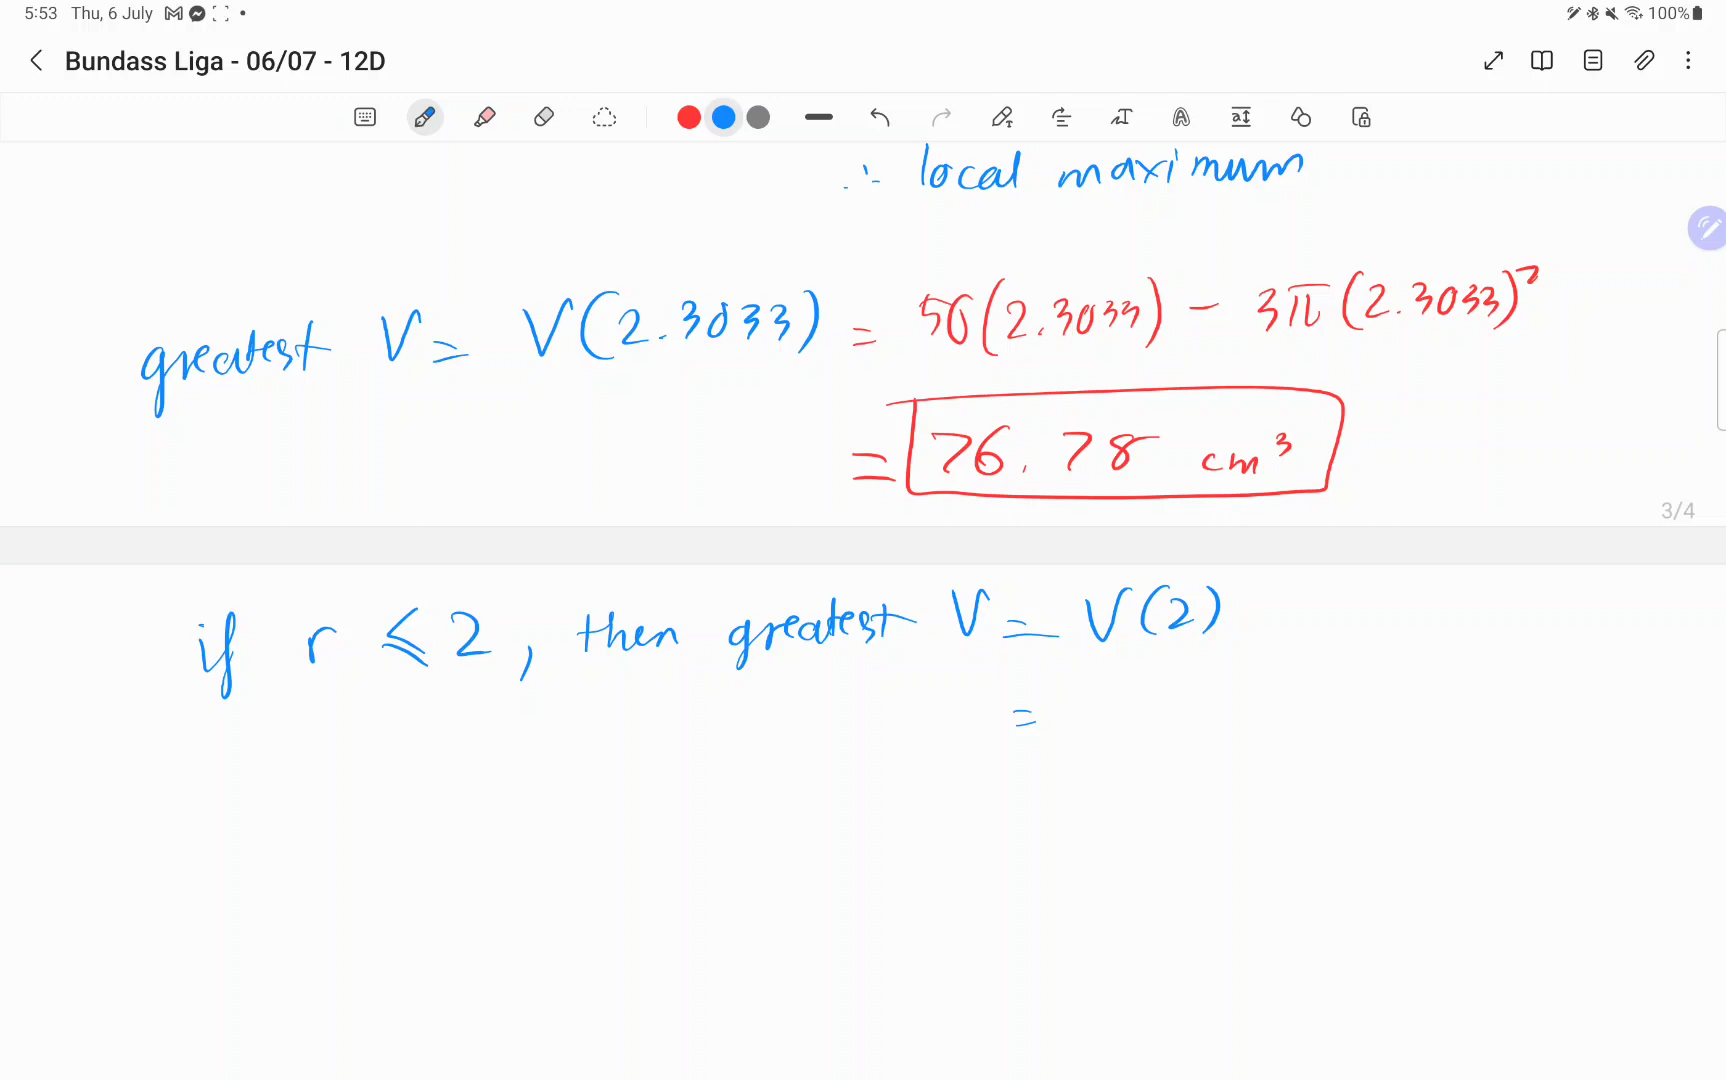 5:53 Thu, 6 July 100%
Bundass Liga - 06/07 - 12D
∴ local maximum
greatest V = V(2.3033) = 50(2.3033) - 3π(2.3033)²
= 76.78 cm³
3/4
if r ⩽ 2, then greatest V = V(2)
=